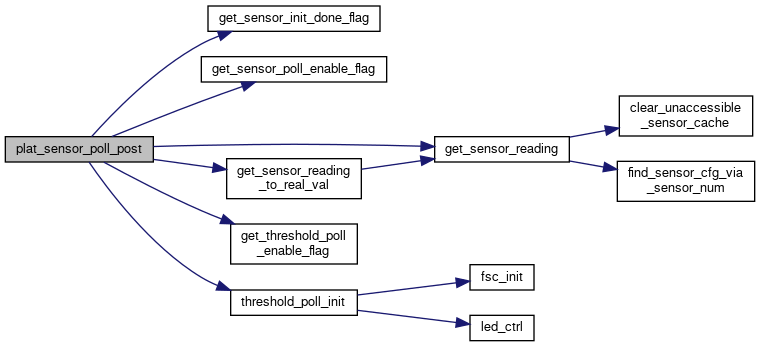 get_sensor_init_done_flag
get_sensor_poll_enable_flag
plat_sensor_poll_post
get_sensor_reading
_to_real_val
get_threshold_poll
_enable_flag
threshold_poll_init
get_sensor_reading
fsc_init
led_ctrl
clear_unaccessible
_sensor_cache
find_sensor_cfg_via
_sensor_num